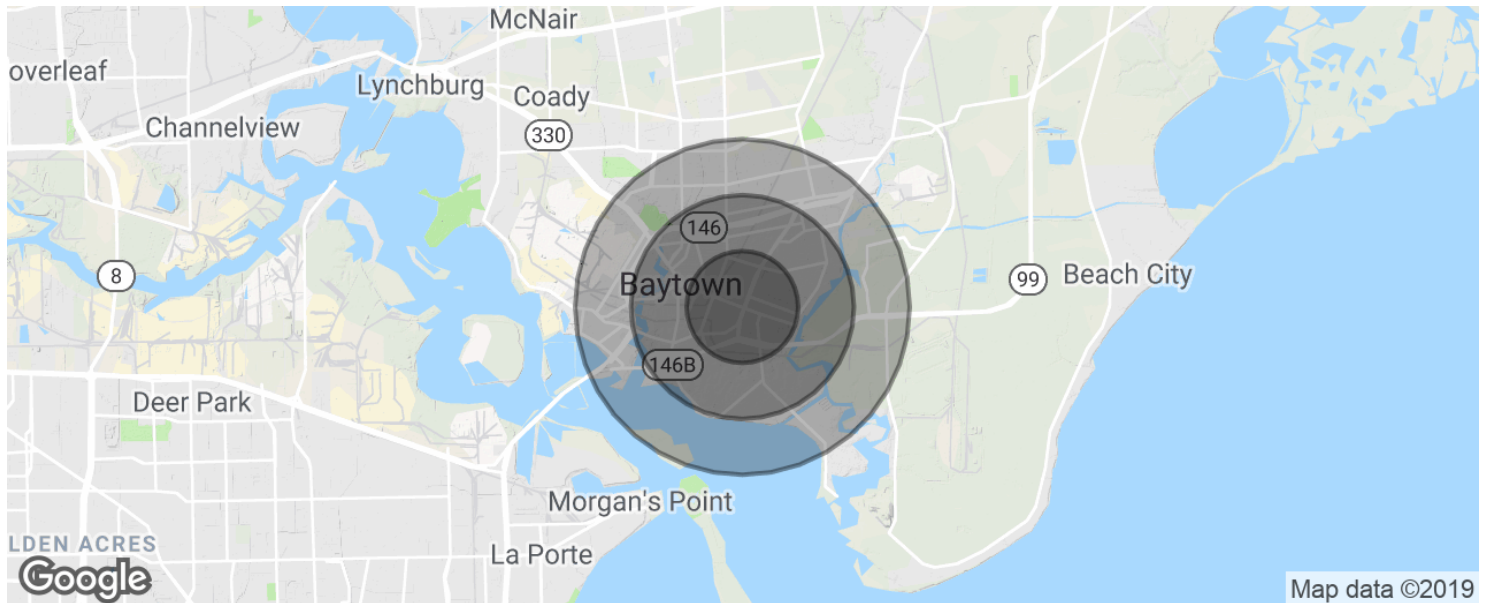 McNair
overleaf
Lynchburg
Coady
Channelview
330
146
8
Baytown
99
Beach City
146B
Deer Park
Morgan's Point
LDEN ACRES
La Porte
Google
Map data ©2019